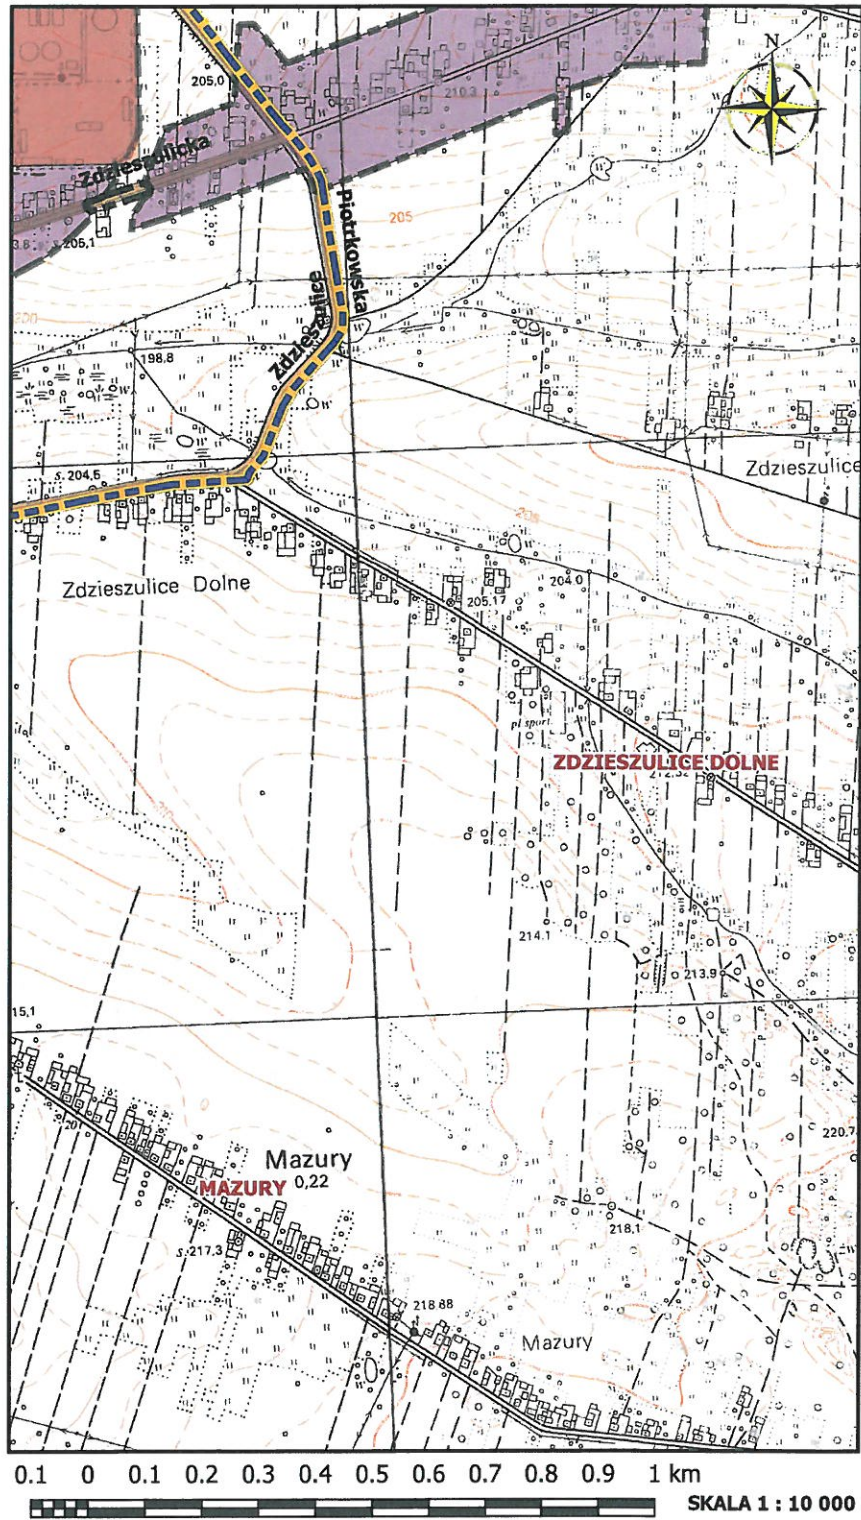 N
205,0
210.3
Zdzieszulicka
Piotrkowska
205
3.8
s.205,1
Zdzieszulice
198,8
s.204,5
Zdzieszulice
Zdzieszulice Dolne
204.0
205,17
pl. sport.
ZDZIESZULICE DOLNE
214.1
213,9
15,1
220.7
Mazury
0,22
MAZURY
218.1
s.217.3
218.68
Mazury
0.1 0 0.1 0.2 0.3 0.4 0.5 0.6 0.7 0.8 0.9 1 km
SKALA 1 : 10 000